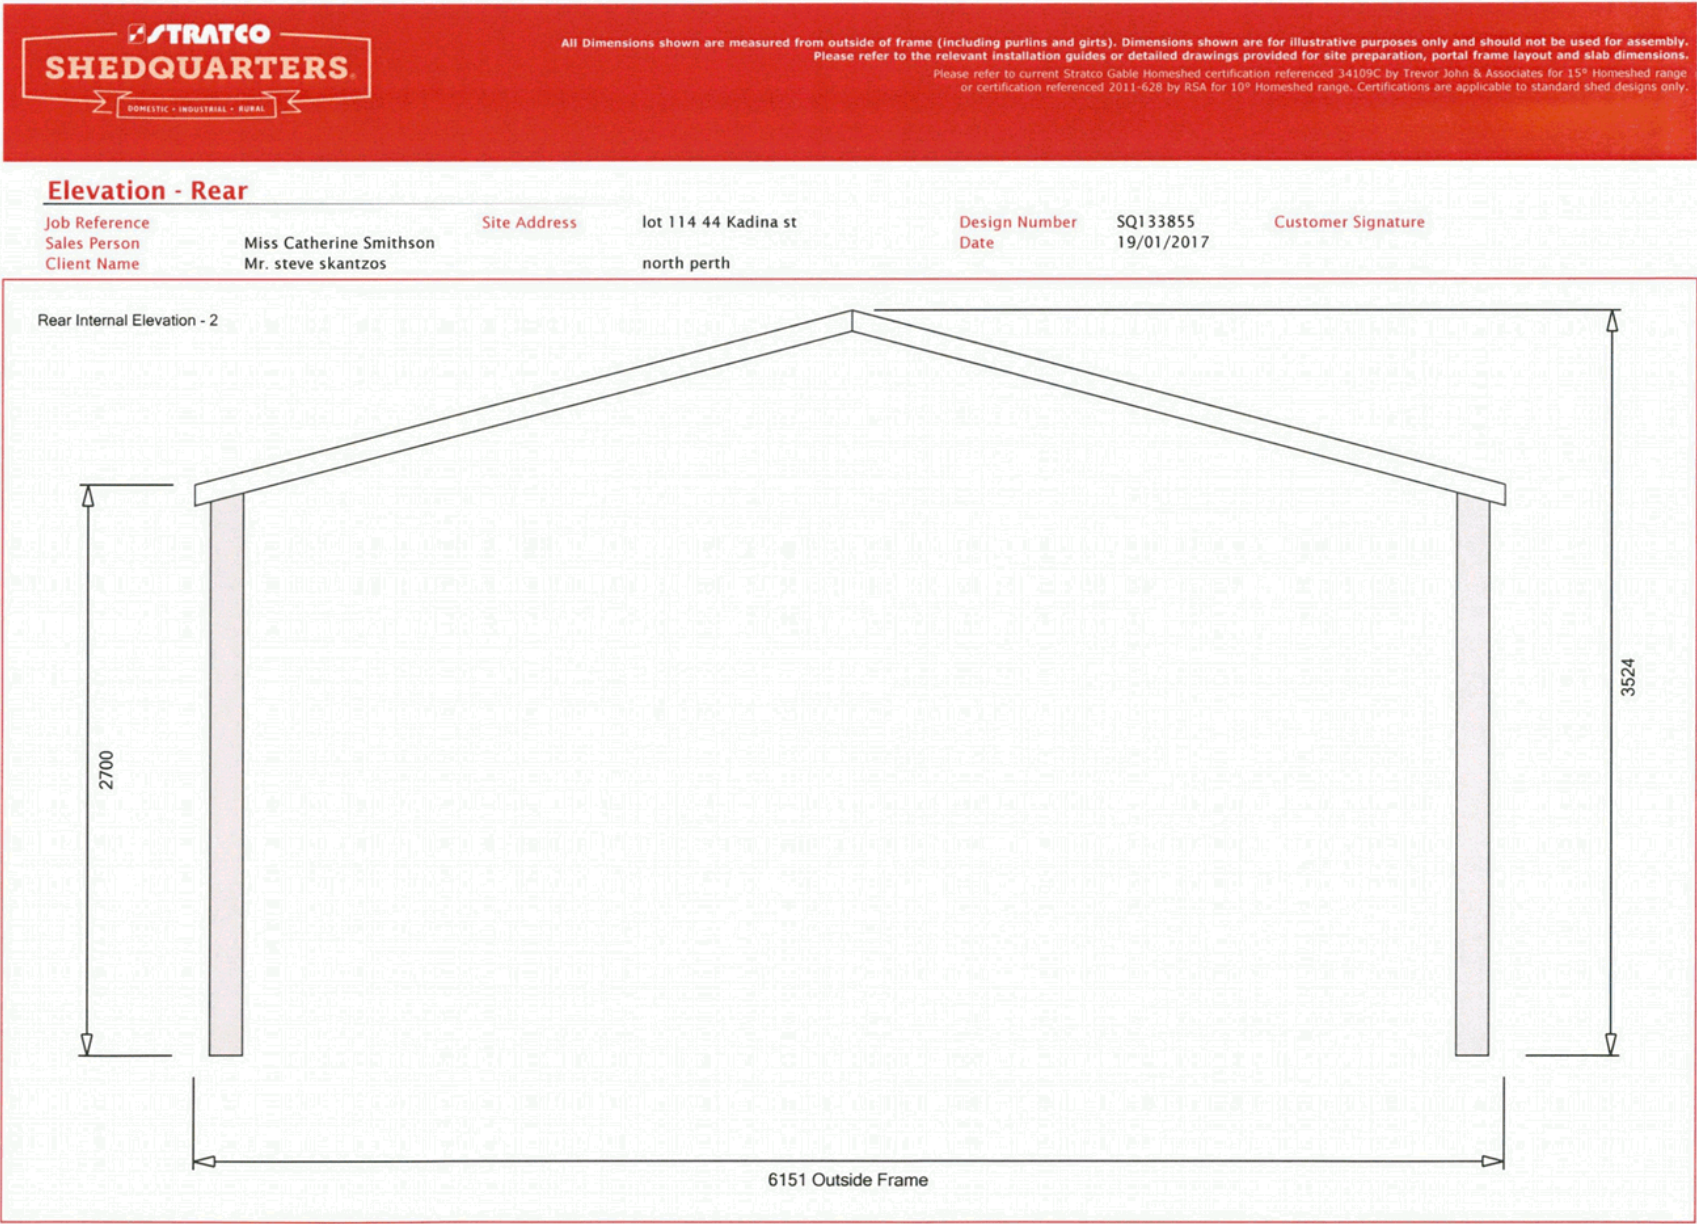 STRATCO
SHEDQUARTERS
DOMESTIC • INDUSTRIAL • RURAL
All Dimensions shown are measured from outside of frame (including purlins and girts). Dimensions shown are for illustrative purposes only and should not be used for assembly.
Please refer to the relevant installation guides or detailed drawings provided for site preparation, portal frame layout and slab dimensions.
Please refer to current Stratco Gable Homeshed certification referenced 34109C by Trevor John & Associates for 15° Homeshed range
or certification referenced 2011-628 by RSA for 10° Homeshed range. Certifications are applicable to standard shed designs only.
Elevation - Rear
Job Reference Site Address lot 114 44 Kadina st Design Number SQ133855 Customer Signature
Sales Person Miss Catherine Smithson Date 19/01/2017
Client Name Mr. steve skantzos north perth
Rear Internal Elevation - 2
3524
2700
6151 Outside Frame